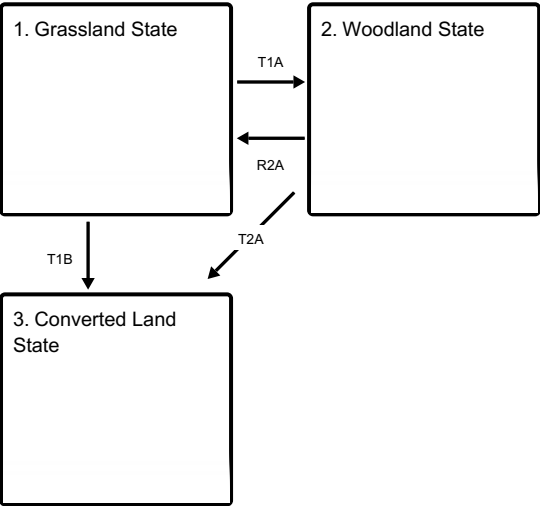 1. Grassland State
2. Woodland State
T1A
R2A
T2A
T1B
3. Converted Land
State